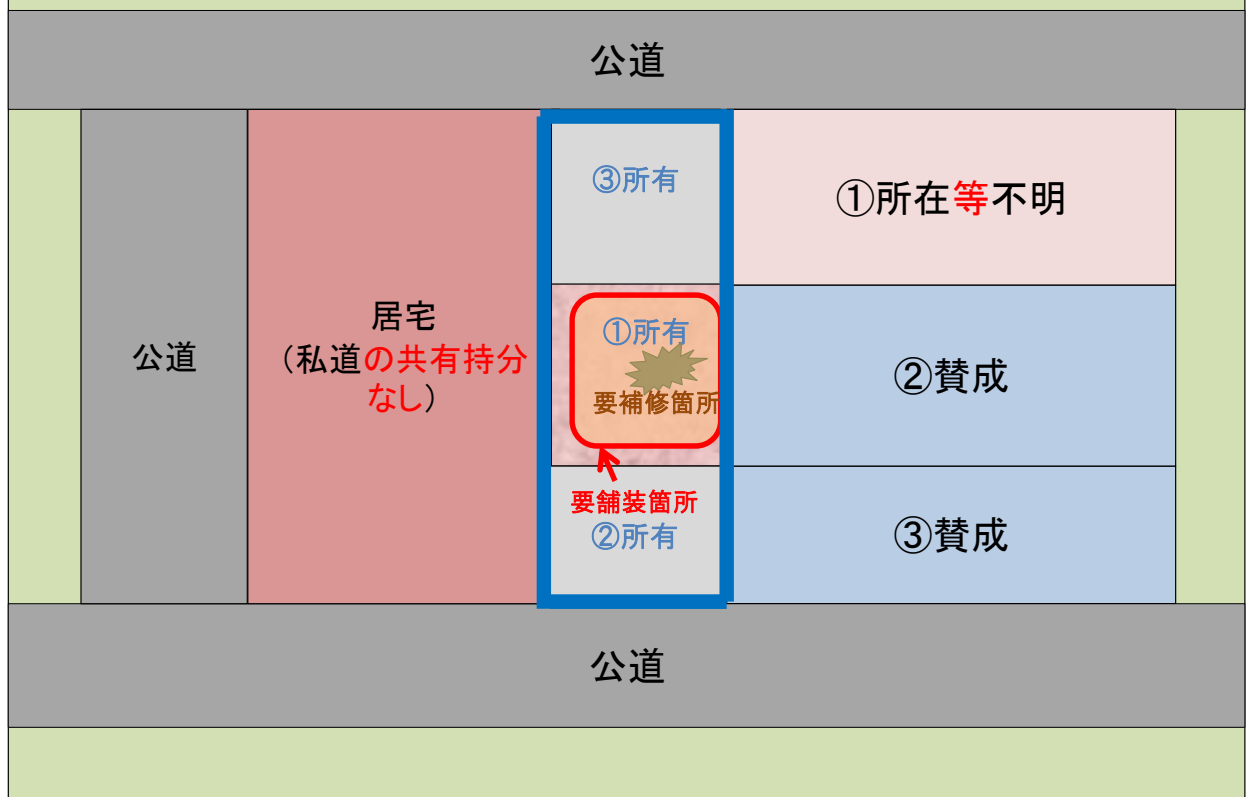 公道
公道
居宅
（私道の共有持分
なし）
③所有
①所有
要補修箇所
要舗装箇所
②所有
①所在等不明
②賛成
③賛成
公道